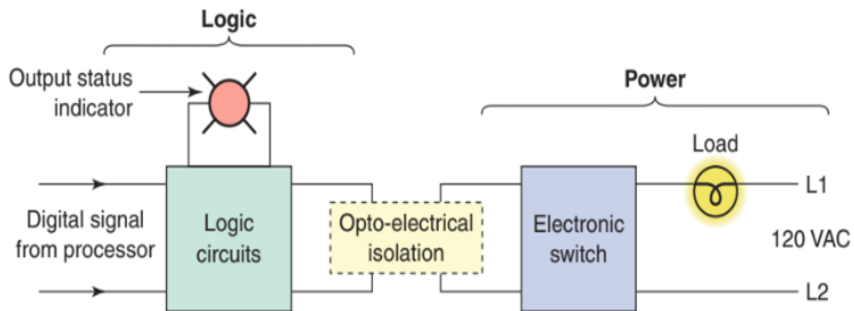 Logic
Output status
indicator
Power
Load
L1
Digital signal
from processor
Logic
circuits
Opto-electrical
isolation
Electronic
switch
120 VAC
L2